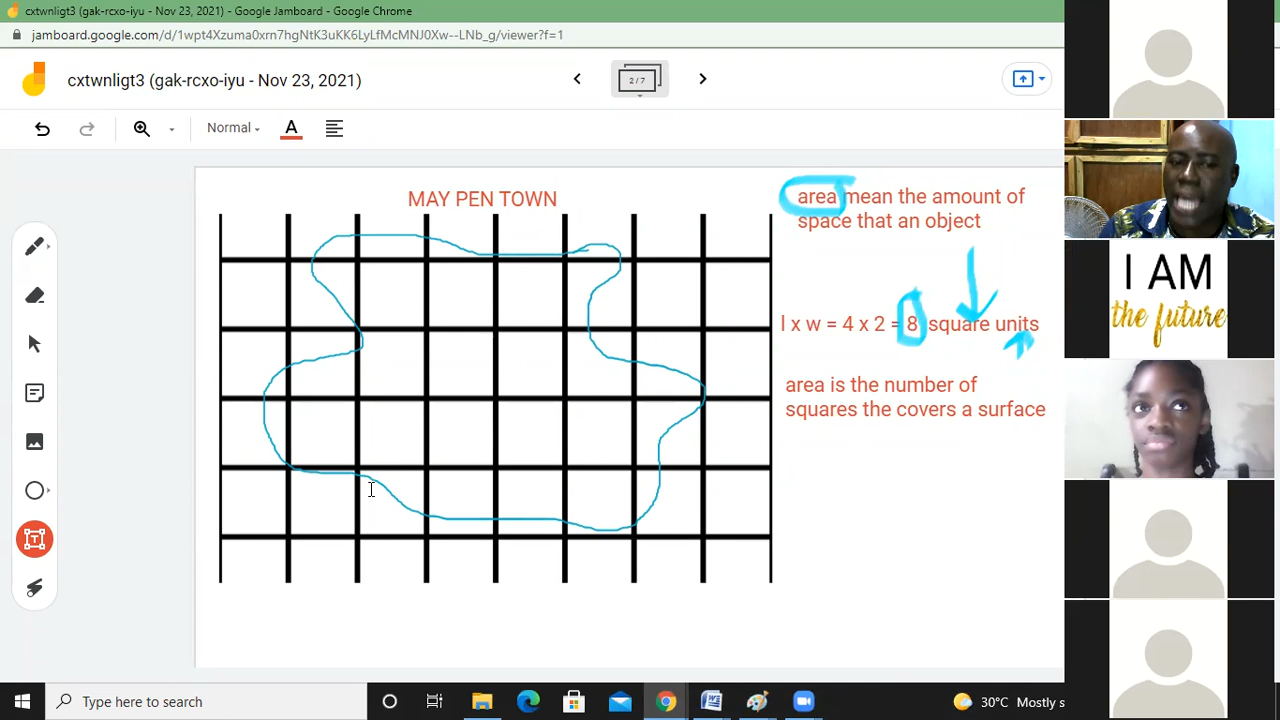 cxtwnligt3 (gak-rcxo-iyu - Nov 23, 2021) - Google Jamboard - Google Chrome
jamboard.google.com/d/1wpt4Xzuma0xrn7hgNtK3uKK6LyLfMcMNJ0Xw--LNb_g/viewer?f=1
cxtwnligt3 (gak-rcxo-iyu - Nov 23, 2021)
2/7
Normal
A
MAY PEN TOWN
area mean the amount of
space that an object
l x w = 4 x 2 = 8 square units
area is the number of
squares the covers a surface
I AM
the future
Type here to search
30°C Mostly s